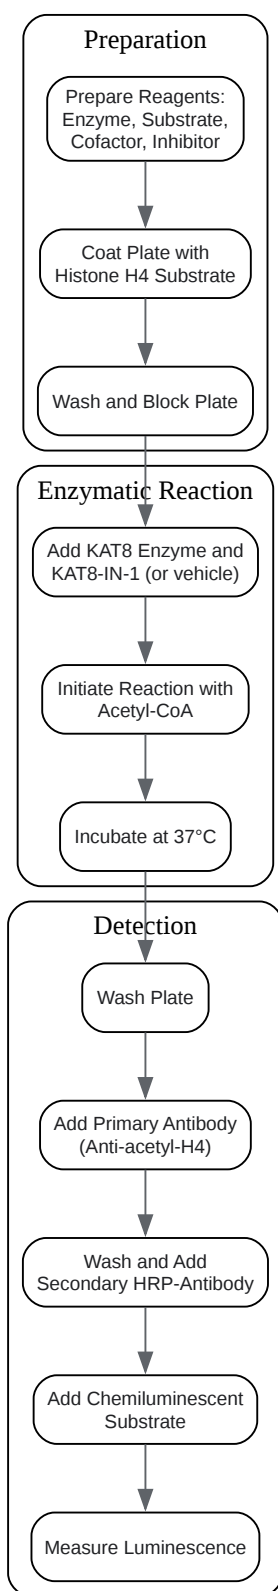 Preparation
Prepare Reagents:
Enzyme, Substrate,
Cofactor, Inhibitor
Coat Plate with
Histone H4 Substrate
Wash and Block Plate
Enzymatic Reaction
Add KAT8 Enzyme and
KAT8-IN-1 (or vehicle)
Initiate Reaction with
Acetyl-CoA
Incubate at 37°C
Detection
Wash Plate
Add Primary Antibody
(Anti-acetyl-H4)
Wash and Add
Secondary HRP-Antibody
Add Chemiluminescent
Substrate
Measure Luminescence